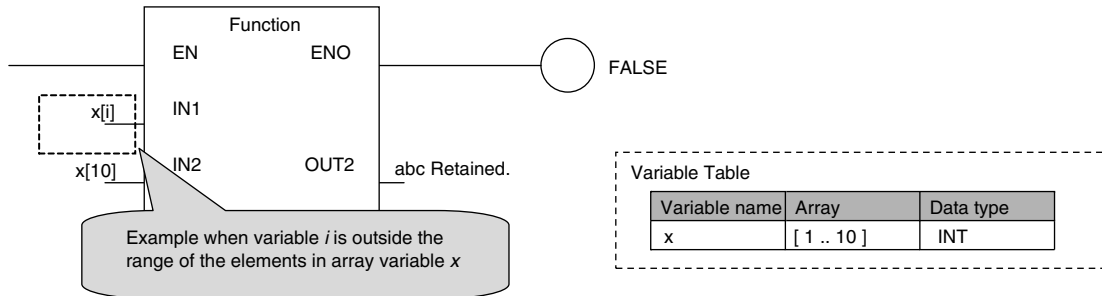 Function
EN ENO
FALSE
x[i] IN1
x[10] IN2 OUT2 abc Retained.
Example when variable i is outside the
range of the elements in array variable x
Variable Table
Variable name Array Data type
x [ 1 .. 10 ] INT